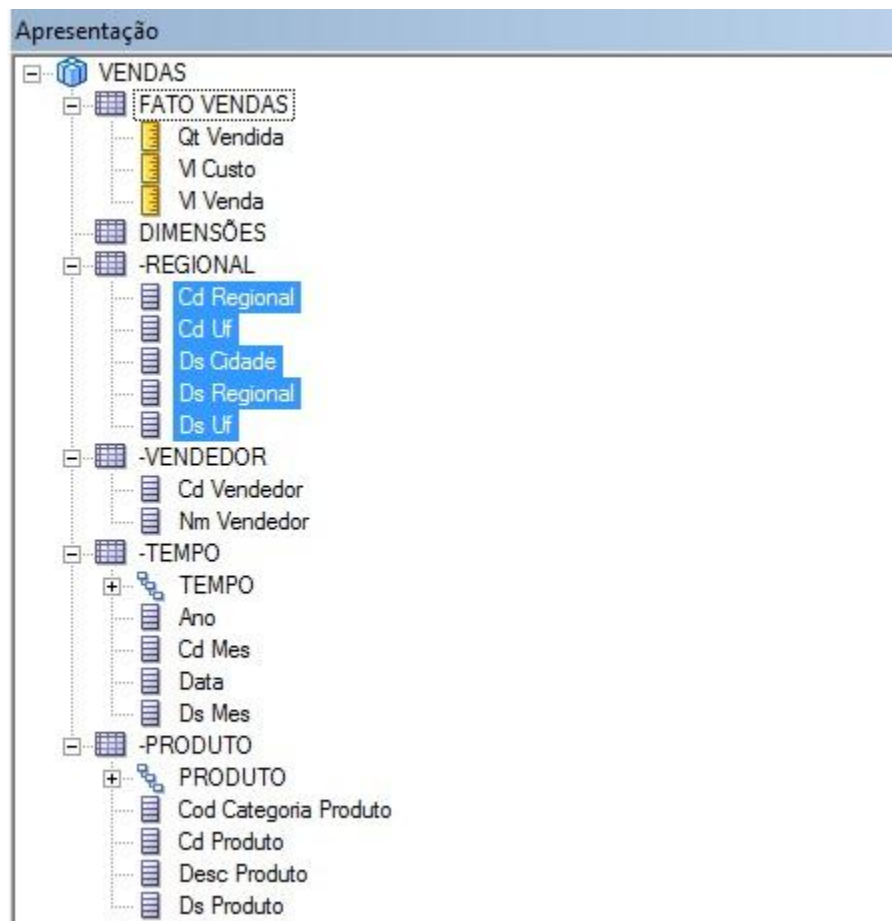 Apresentação
VENDAS
FATO VENDAS
Qt Vendida
Vl Custo
Vl Venda
DIMENSÕES
-REGIONAL
Cd Regional
Cd Uf
Ds Cidade
Ds Regional
Ds Uf
-VENDEDOR
Cd Vendedor
Nm Vendedor
-TEMPO
TEMPO
Ano
Cd Mes
Data
Ds Mes
-PRODUTO
PRODUTO
Cod Categoria Produto
Cd Produto
Desc Produto
Ds Produto